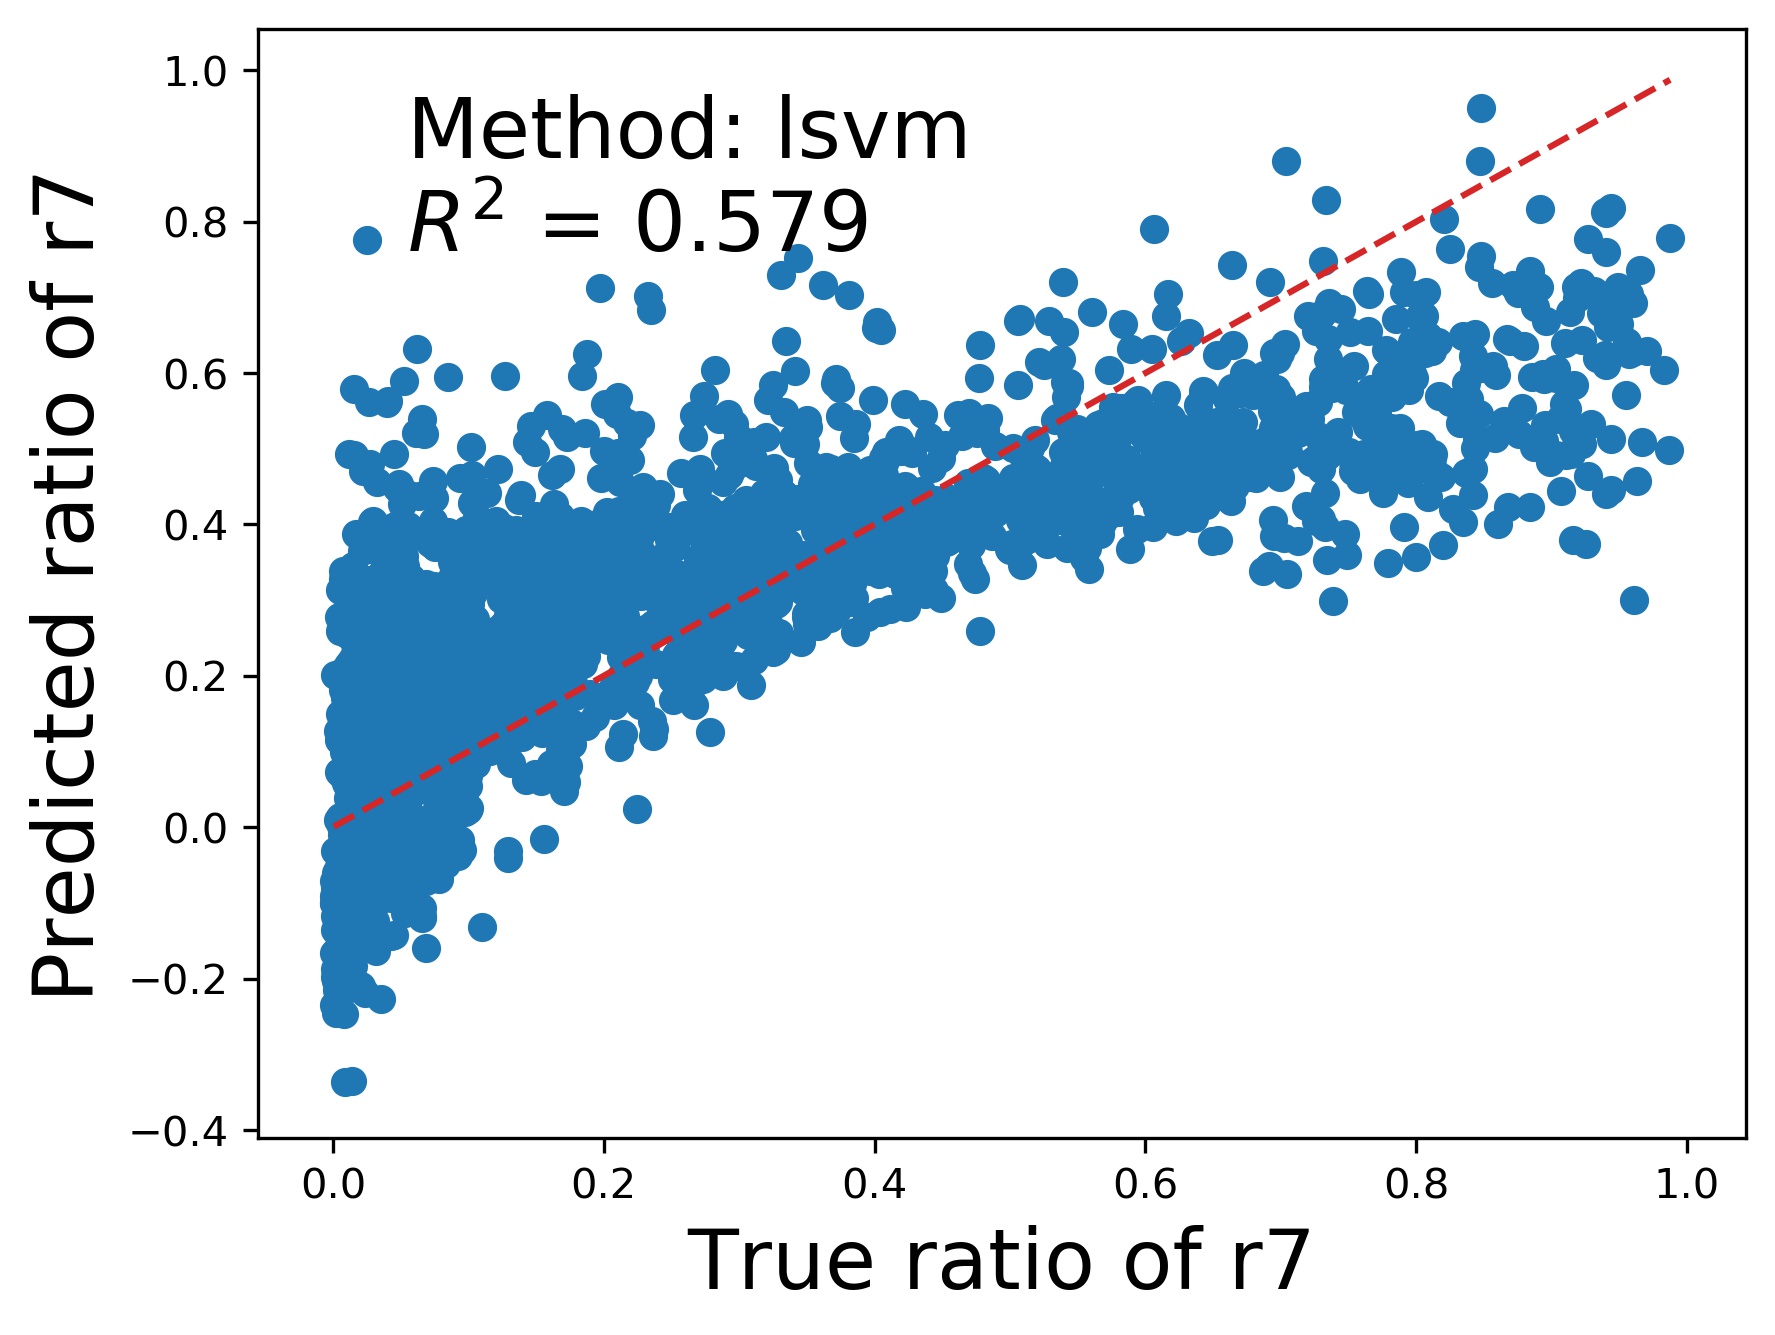 Method: lsvm
R² = 0.579
Predicted ratio of r7
1.0
0.8
0.6
0.4
0.2
0.0
−0.2
−0.4
0.0 0.2 0.4 0.6 0.8 1.0
True ratio of r7